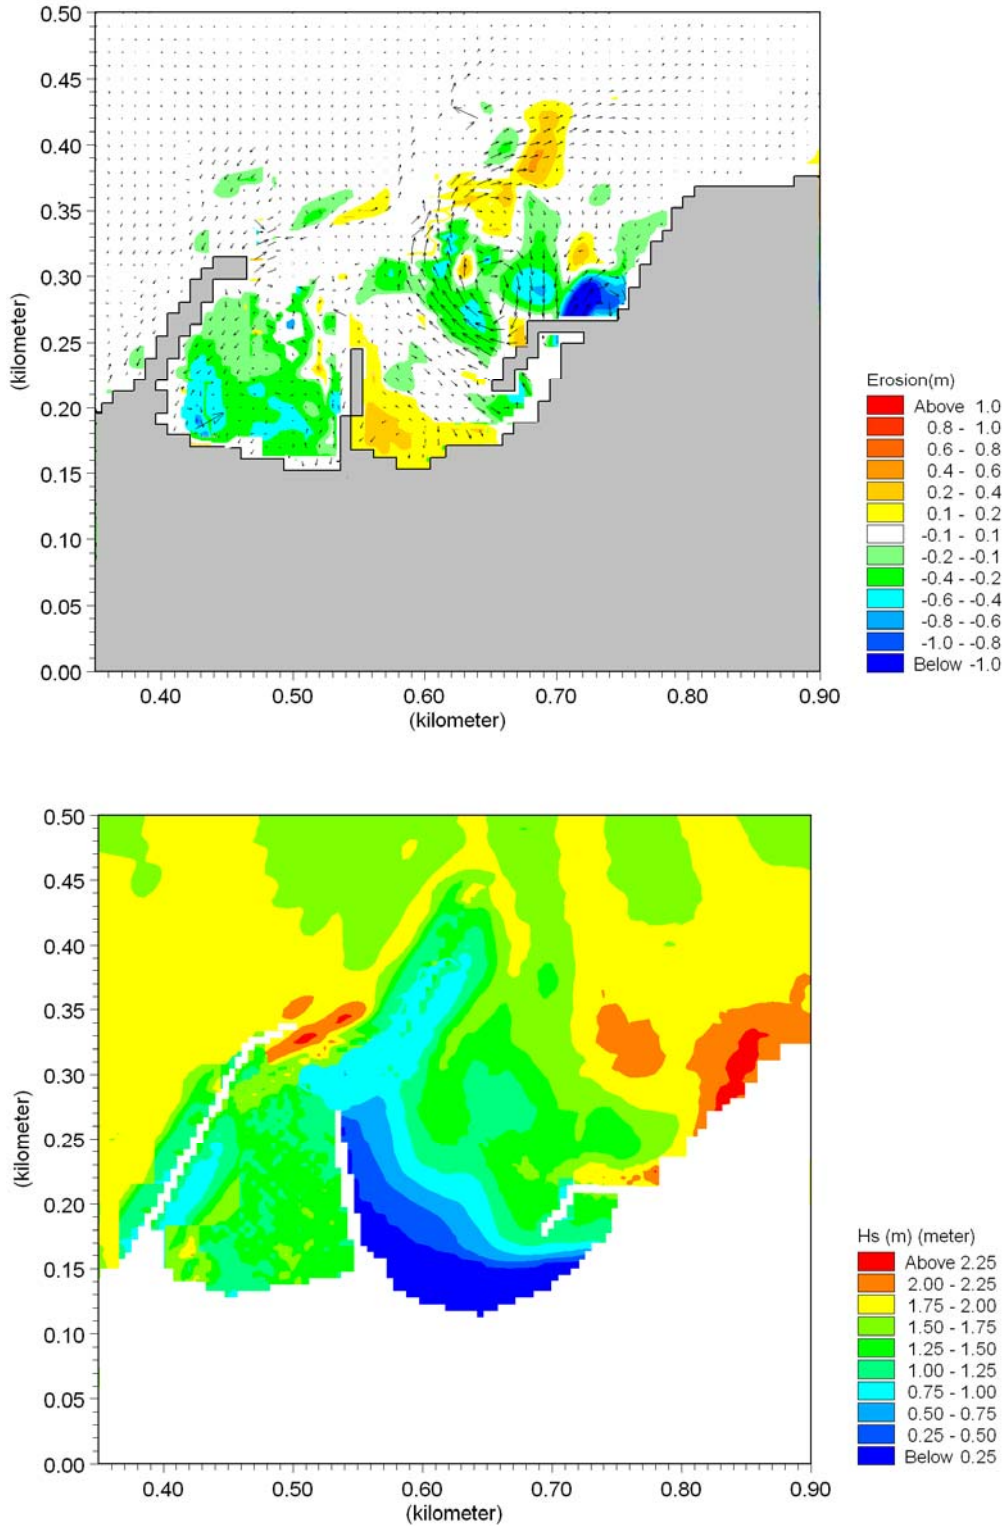 0.50
0.45
0.40
0.35
0.30
0.25
0.20
0.15
0.10
0.05
0.00
(kilometer)
0.40 0.50 0.60 0.70 0.80 0.90
(kilometer)
Erosion(m)
Above 1.0
0.8 - 1.0
0.6 - 0.8
0.4 - 0.6
0.2 - 0.4
0.1 - 0.2
-0.1 - 0.1
-0.2 - -0.1
-0.4 - -0.2
-0.6 - -0.4
-0.8 - -0.6
-1.0 - -0.8
Below -1.0
0.50
0.45
0.40
0.35
0.30
0.25
0.20
0.15
0.10
0.05
0.00
(kilometer)
0.40 0.50 0.60 0.70 0.80 0.90
(kilometer)
Hs (m) (meter)
Above 2.25
2.00 - 2.25
1.75 - 2.00
1.50 - 1.75
1.25 - 1.50
1.00 - 1.25
0.75 - 1.00
0.50 - 0.75
0.25 - 0.50
Below 0.25